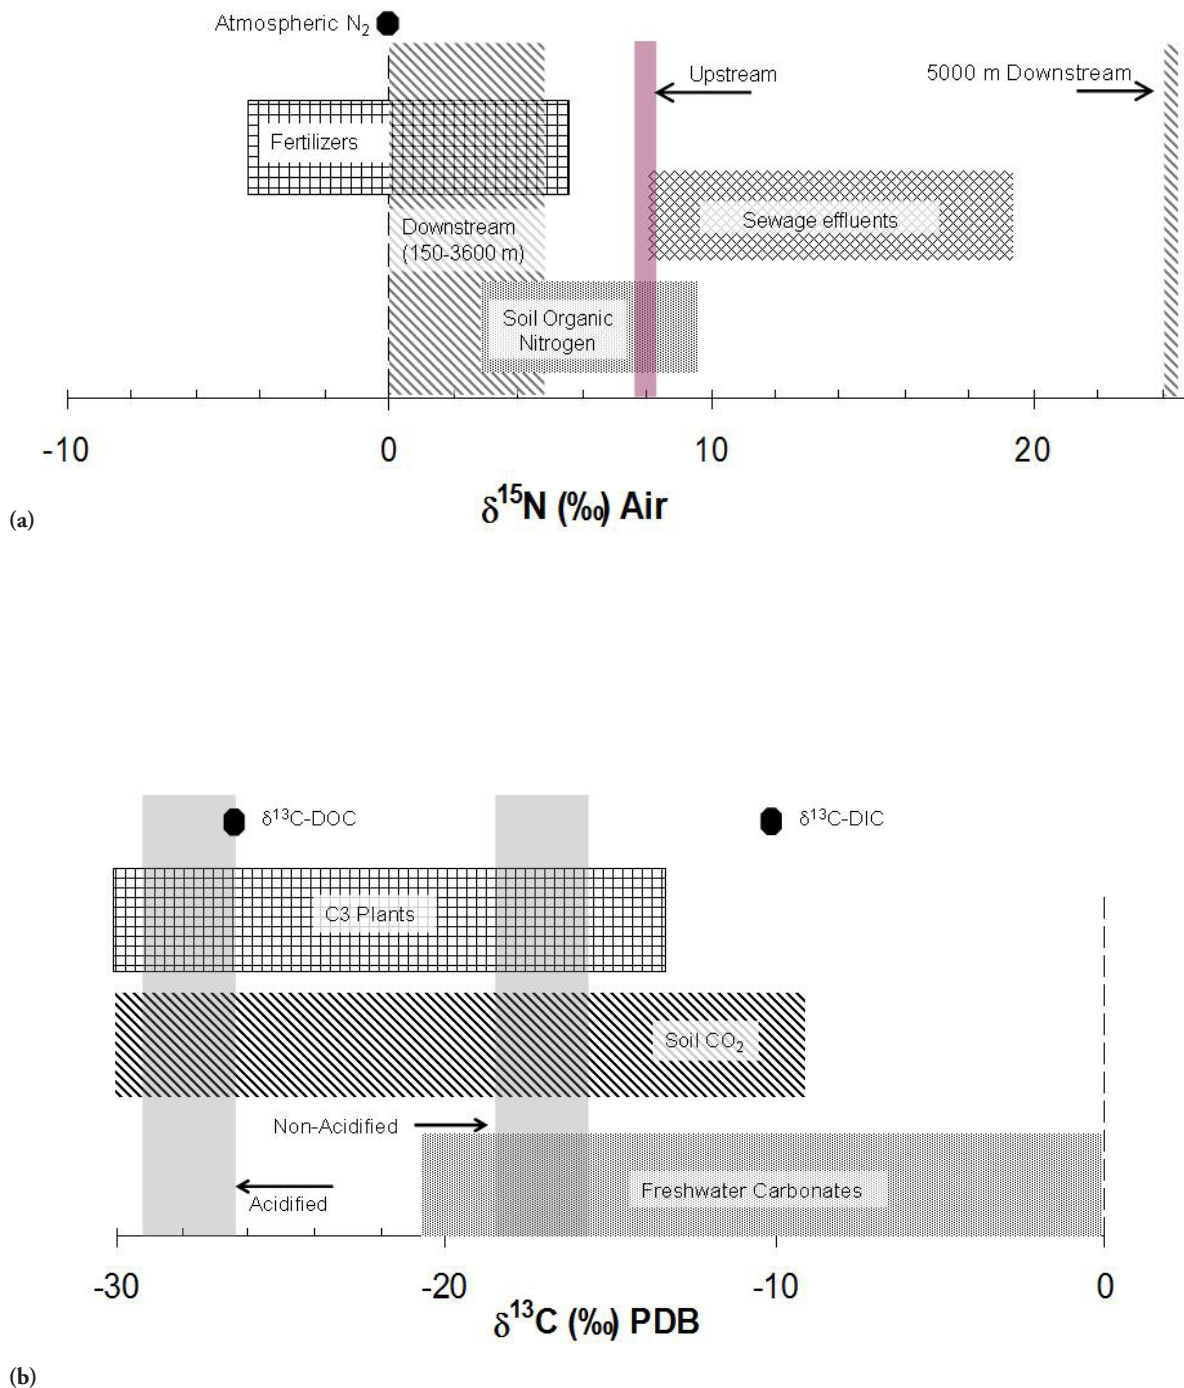 Atmospheric N2
Upstream
5000 m Downstream
Fertilizers
Downstream
(150-3600 m)
Sewage effluents
Soil Organic
Nitrogen
-10 0 10 20
δ15N (‰) Air
(a)
δ13C-DOC
δ13C-DIC
C3 Plants
Soil CO2
Non-Acidified
Acidified
Freshwater Carbonates
-30 -20 -10 0
δ13C (‰) PDB
(b)